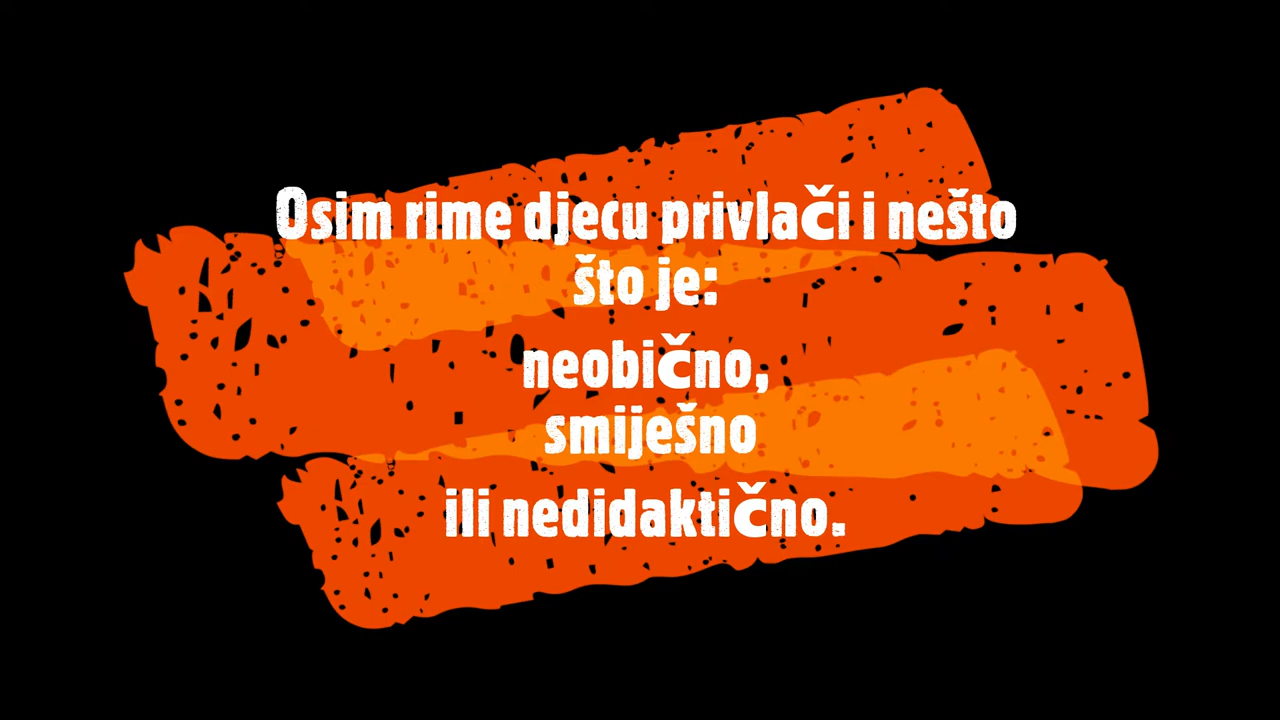 Osim rime djecu privlači i nešto
što je:
neobično,
smiješno
ili nedidaktično.